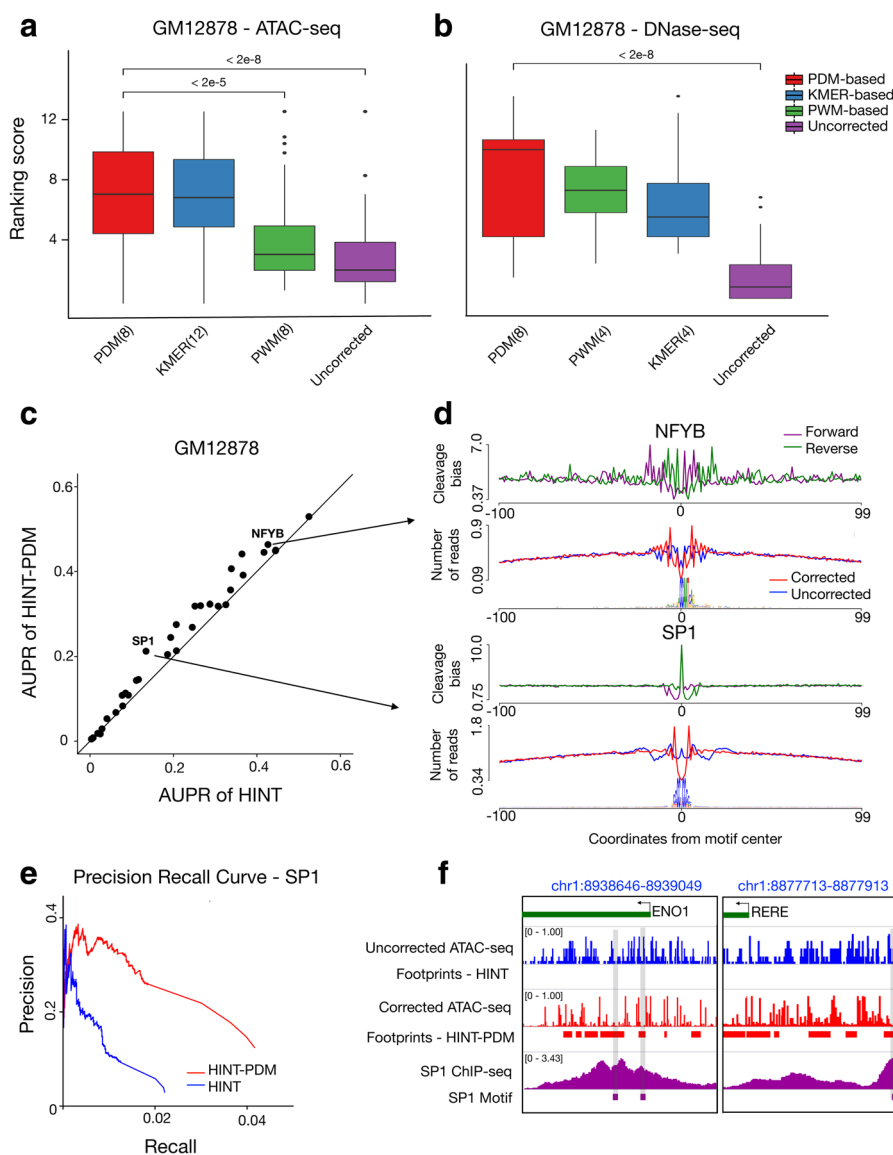 a
GM12878 - ATAC-seq
< 2e-8
< 2e-5
Ranking score
12
8
4
PDM(8)
KMER(12)
PWM(8)
Uncorrected
b
GM12878 - DNase-seq
< 2e-8
PDM-based
KMER-based
PWM-based
Uncorrected
PDM(8)
PWM(4)
KMER(4)
Uncorrected
c
GM12878
AUPR of HINT-PDM
0.6
0.4
0.2
0
NFYB
SP1
0
0.2
0.4
0.6
AUPR of HINT
d
NFYB
Forward
Reverse
Cleavage
bias
7.0
0.37
-100
0
99
Number
of reads
0.9
0.09
Corrected
Uncorrected
-100
0
99
SP1
Cleavage
bias
10.0
0.75
-100
0
99
Number
of reads
1.8
0.34
-100
0
99
Coordinates from motif center
e
Precision Recall Curve - SP1
Precision
0.4
0.2
0
HINT-PDM
HINT
0.02
0.04
Recall
f
chr1:8938646-8939049
chr1:8877713-8877913
ENO1
RERE
Uncorrected ATAC-seq
[0 - 1.00]
Footprints - HINT
Corrected ATAC-seq
[0 - 1.00]
Footprints - HINT-PDM
SP1 ChIP-seq
[0 - 3.43]
SP1 Motif